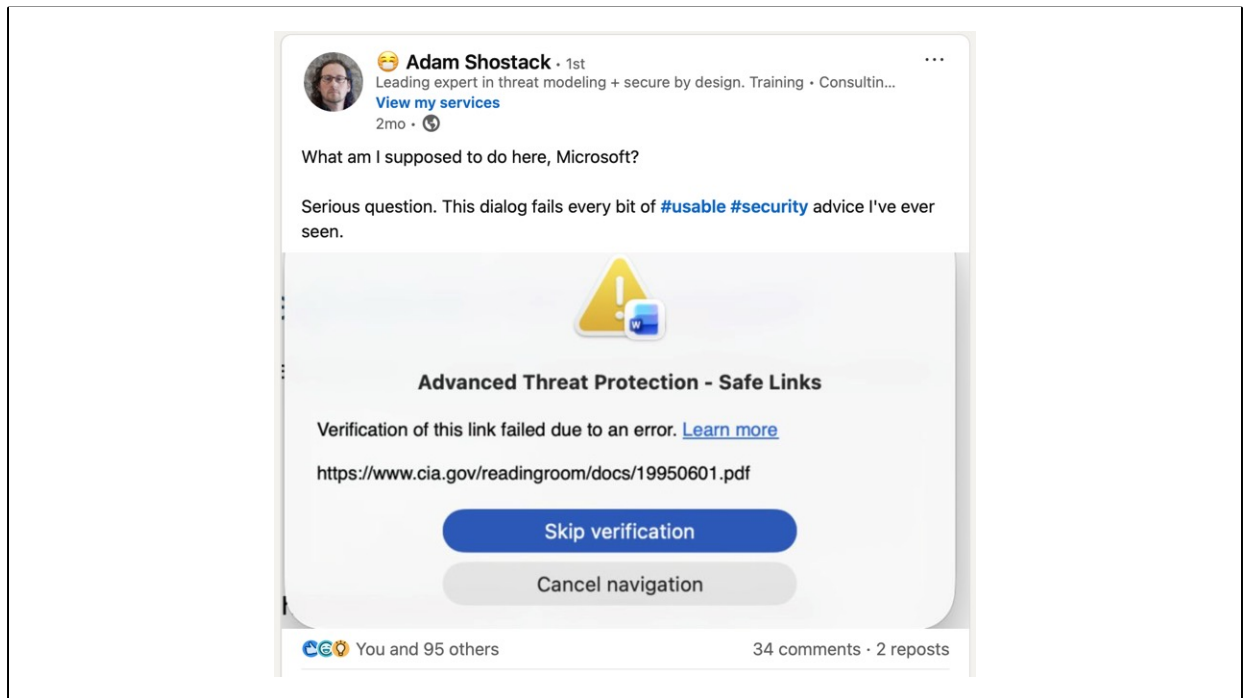 Adam Shostack · 1st
Leading expert in threat modeling + secure by design. Training • Consultin...
View my services
2mo ·
What am I supposed to do here, Microsoft?
Serious question. This dialog fails every bit of #usable #security advice I've ever
seen.
W
Advanced Threat Protection - Safe Links
Verification of this link failed due to an error. Learn more
https://www.cia.gov/readingroom/docs/19950601.pdf
Skip verification
Cancel navigation
You and 95 others
34 comments · 2 reposts